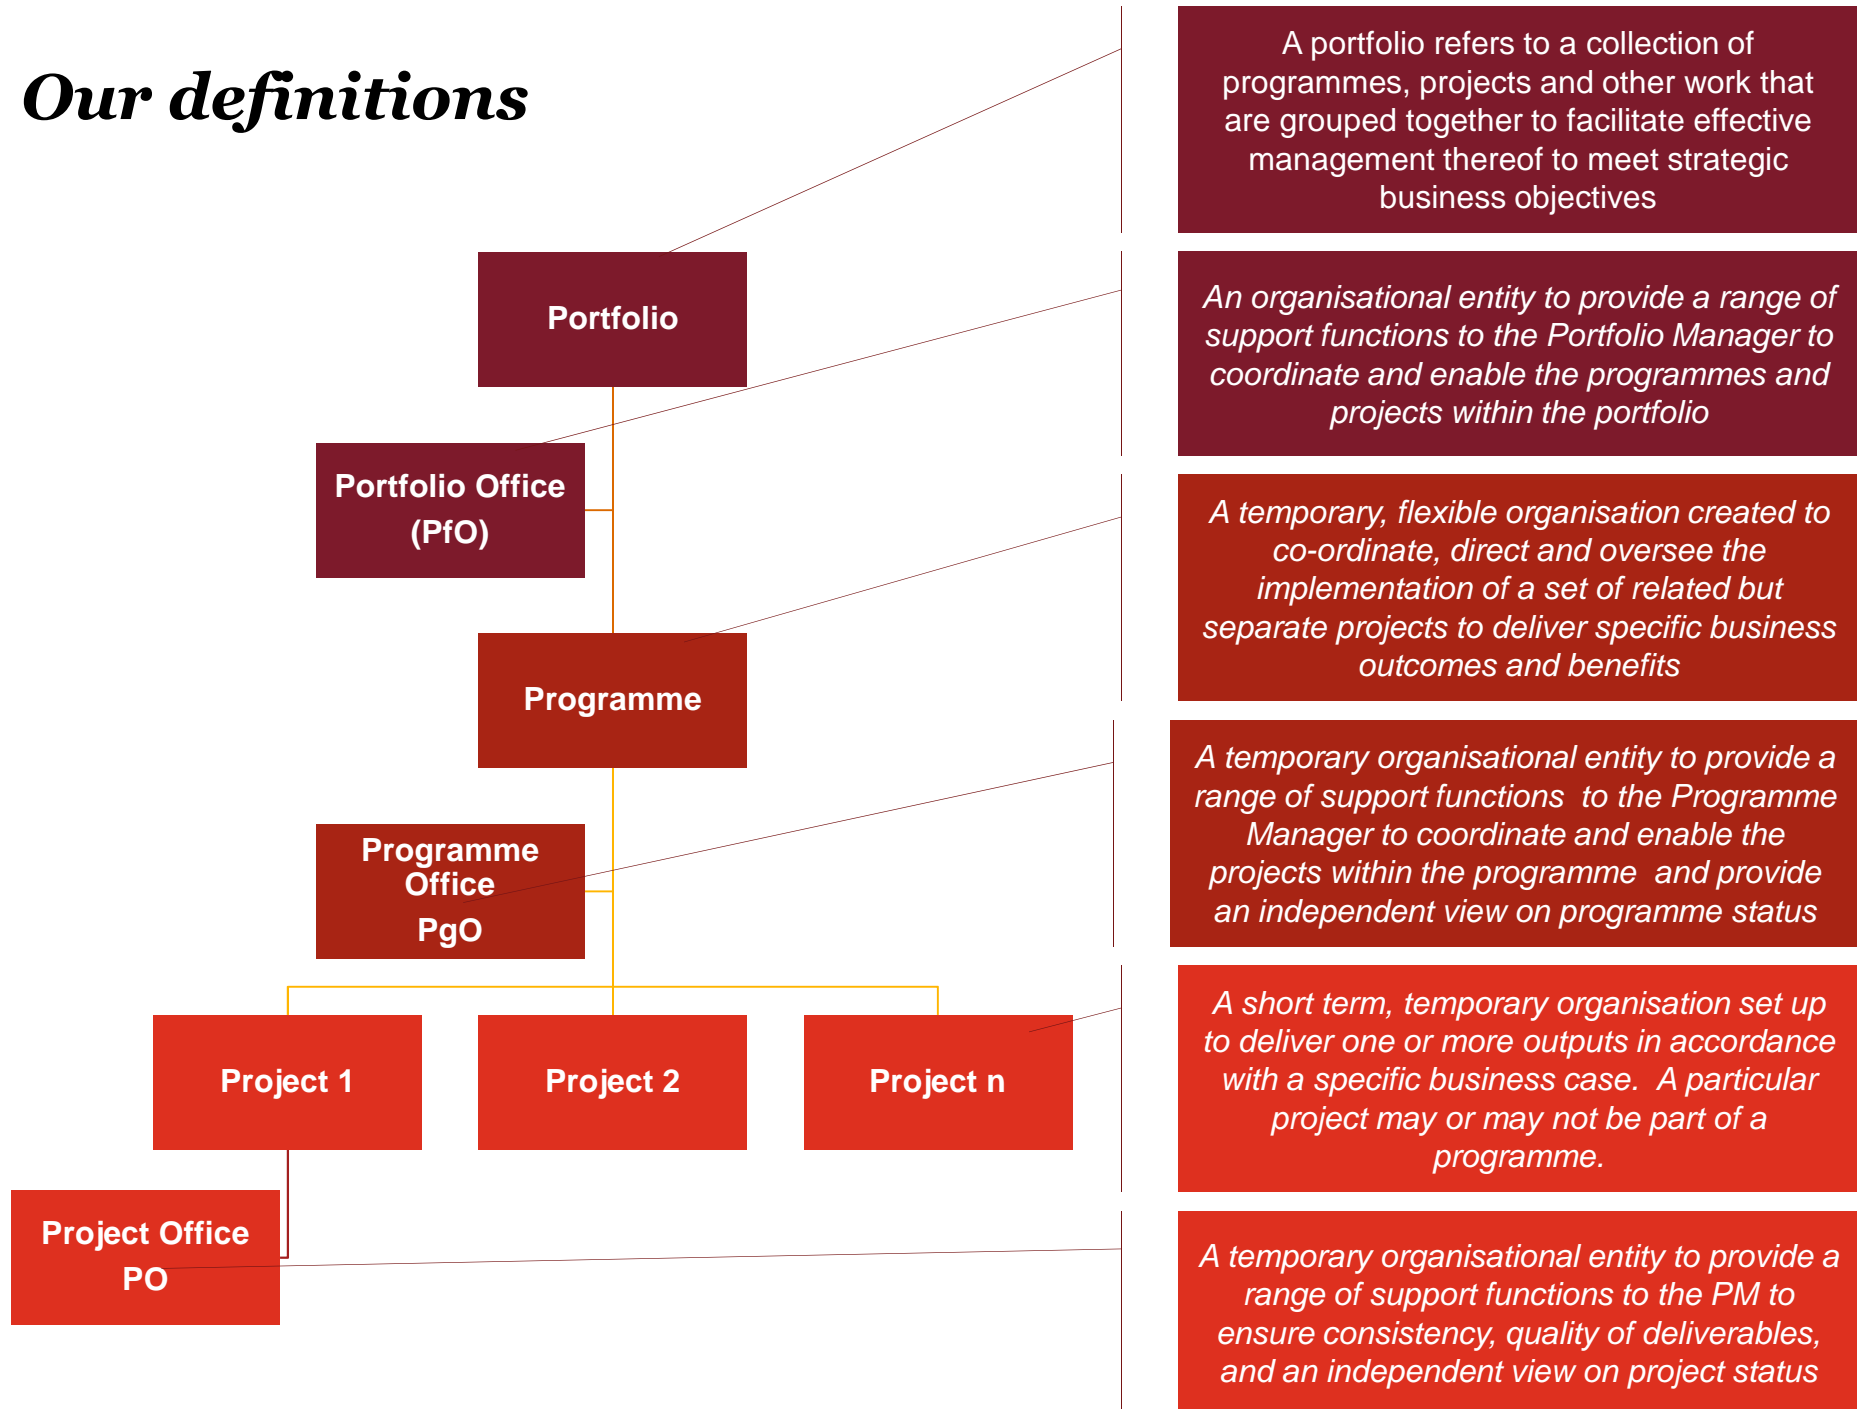 Our definitions
A portfolio refers to a collection of
programmes, projects and other work that
are grouped together to facilitate effective
management thereof to meet strategic
business objectives
Portfolio
An organisational entity to provide a range of
support functions to the Portfolio Manager to
coordinate and enable the programmes and
projects within the portfolio
Portfolio Office
(PfO)
A temporary, flexible organisation created to
co-ordinate, direct and oversee the
implementation of a set of related but
separate projects to deliver specific business
outcomes and benefits
Programme
A temporary organisational entity to provide a
range of support functions  to the Programme
Manager to coordinate and enable the
projects within the programme  and provide
an independent view on programme status
Programme
Office
PgO
A short term, temporary organisation set up
to deliver one or more outputs in accordance
with a specific business case.  A particular
project may or may not be part of a
programme.
Project 1
Project 2
Project n
Project Office
PO
A temporary organisational entity to provide a
range of support functions to the PM to
ensure consistency, quality of deliverables,
and an independent view on project status